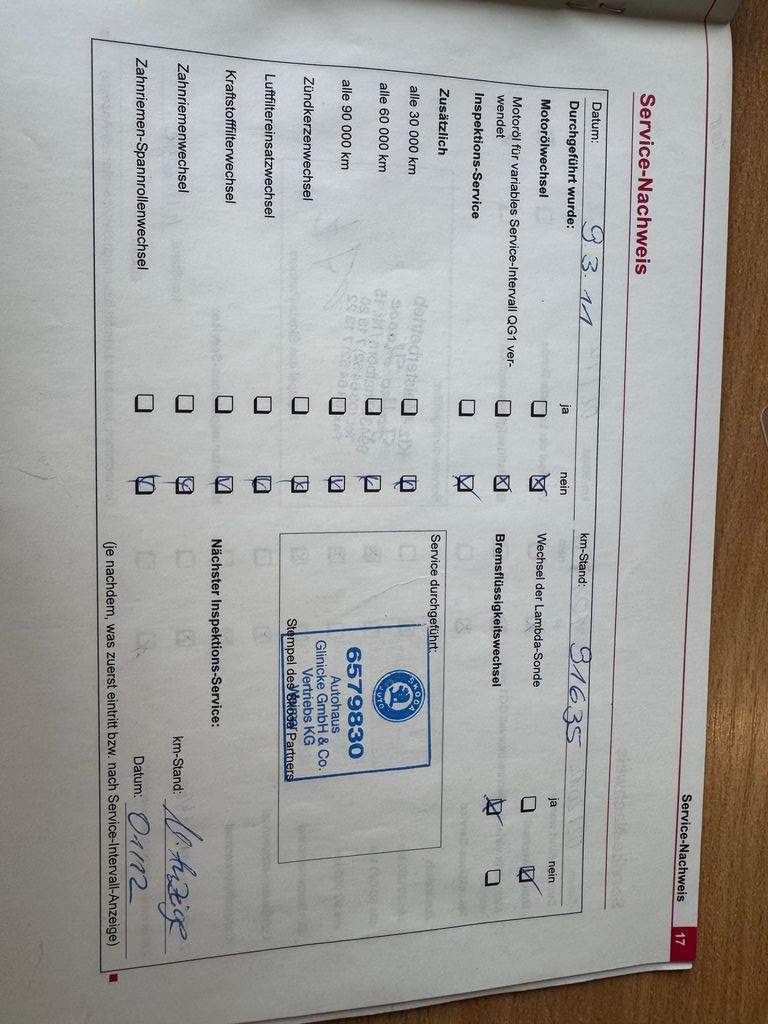 Service-Nachweis 17
Service-Nachweis
Datum: 9 3.11 km-Stand: 91635
Durchgeführt wurde: ja nein ja nein
Motorölwechsel
Wechsel der Lambda-Sonde
Motoröl für variables Service-Intervall QG1 ver-
wendet
Bremsflüssigkeitswechsel
Inspektions-Service
Zusätzlich
alle 30 000 km
alle 60 000 km
alle 90 000 km
Zündkerzenwechsel
Luftfiltereinsatzwechsel
Kraftstofffilterwechsel
Zahnriemenwechsel
Zahnriemen-Spannrollenwechsel
Service durchgeführt:
SKODA
AUTO
6579830
Autohaus
Glinicke GmbH & Co.
Vertriebs KG
Stempel des Škoda Partners
Nächster Inspektions-Service:
km-Stand: N. Anzeige
Datum: 01/12
(je nachdem, was zuerst eintritt bzw. nach Service-Intervall-Anzeige)